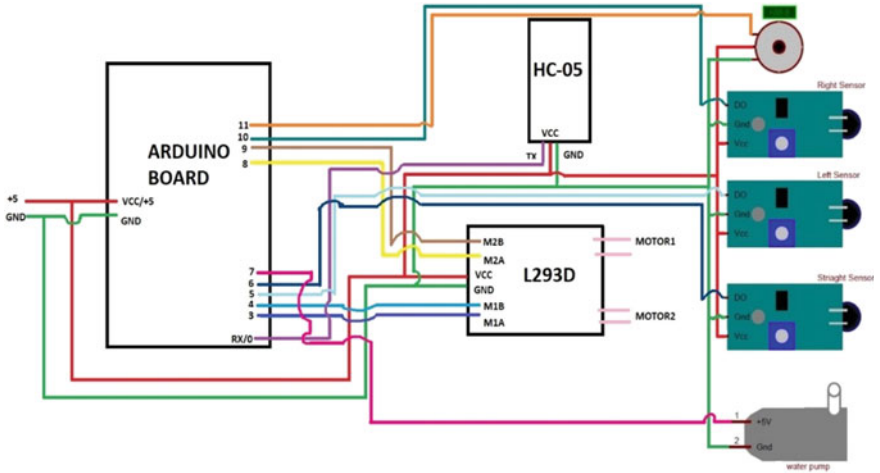 HC-05
VCC
TX
GND
ARDUINO
BOARD
11
10
9
8
+5
GND
VCC/+5
GND
7
6
5
4
3
RX/0
M2B
M2A
VCC
GND
M1B
M1A
L293D
MOTOR1
MOTOR2
Right Sensor
DO
Gnd
Vcc
Left Sensor
DO
Gnd
Vcc
Striaght Sensor
DO
Gnd
Vcc
1
+5V
2
Gnd
water pump